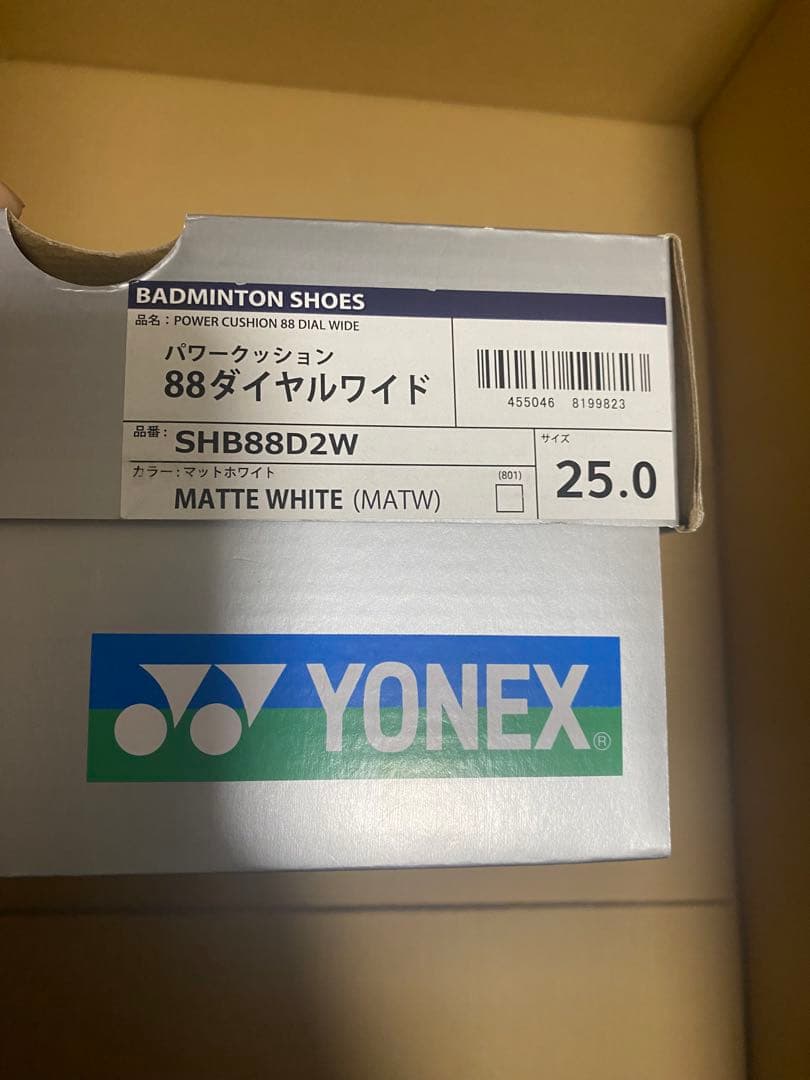 BADMINTON SHOES
品名：POWER CUSHION 88 DIAL WIDE
パワークッション
88ダイヤルワイド
455046 8199823
品番：SHB88D2W
サイズ
25.0
カラー：マットホワイト
(801)
MATTE WHITE (MATW)
YONEX®